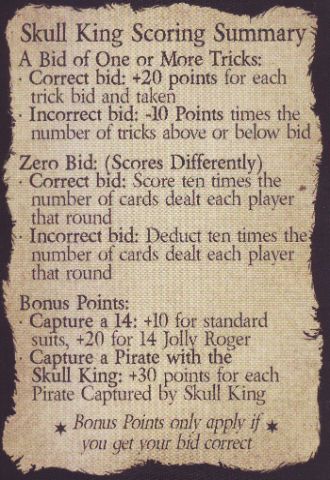 Skull King Scoring Summary
A Bid of One or More Tricks:
· Correct bid: +20 points for each
trick bid and taken
· Incorrect bid: -10 Points times the
number of tricks above or below bid
Zero Bid: (Scores Differently)
· Correct bid: Score ten times the
number of cards dealt each player
that round
· Incorrect bid: Deduct ten times the
number of cards dealt each player
that round
Bonus Points:
· Capture a 14: +10 for standard
suits, +20 for 14 Jolly Roger
· Capture a Pirate with the
Skull King: +30 points for each
Pirate Captured by Skull King
★ Bonus Points only apply if ★
you get your bid correct